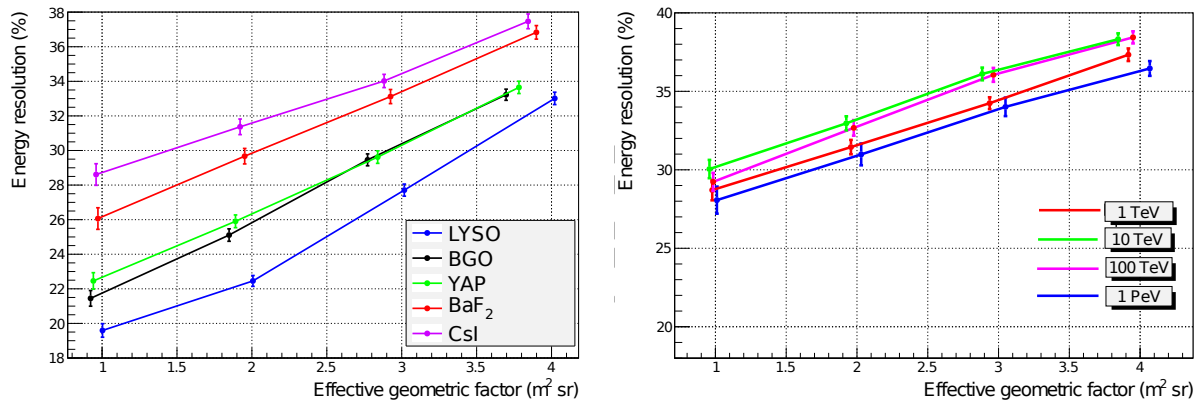 Energy resolution (%)
38
36
34
32
30
28
26
24
22
20
18
1
1.5
2
2.5
3
3.5
4
Effective geometric factor (m² sr)
LYSO
BGO
YAP
BaF₂
CsI
Energy resolution (%)
40
35
30
25
20
1
1.5
2
2.5
3
3.5
4
Effective geometric factor (m² sr)
1 TeV
10 TeV
100 TeV
1 PeV